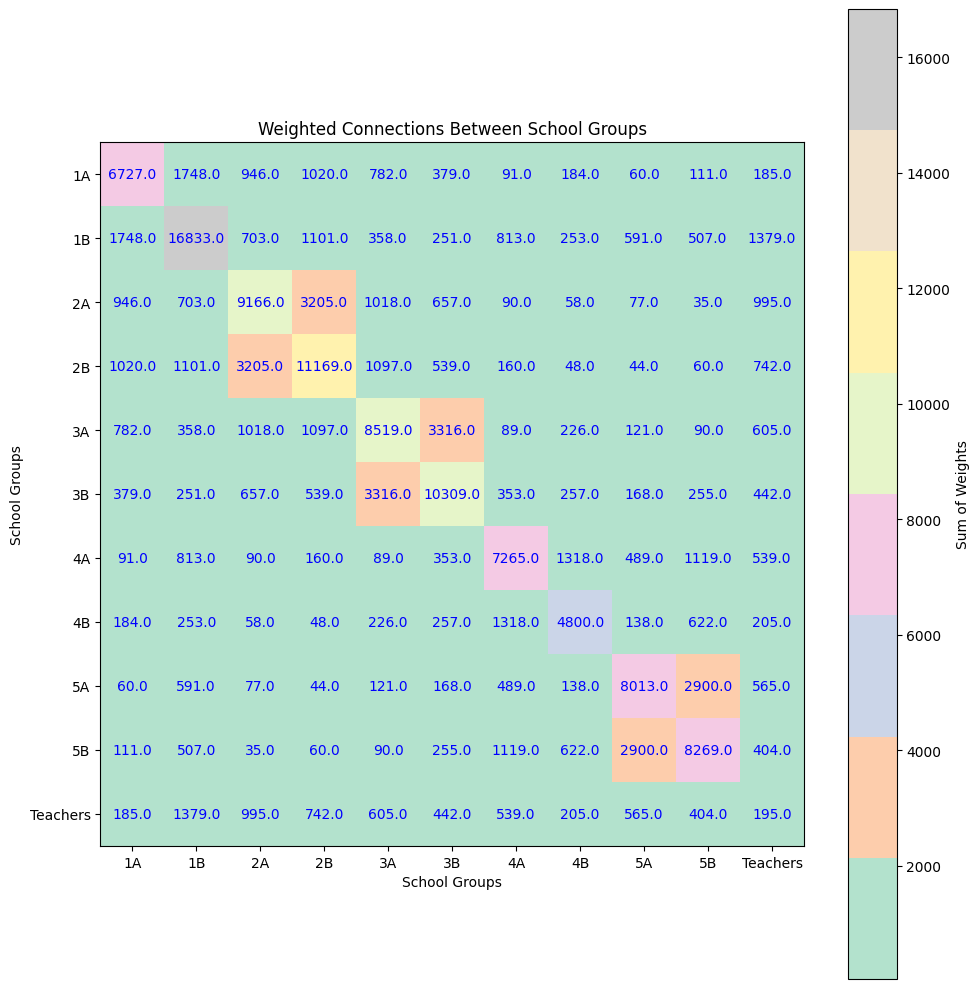 Weighted Connections Between School Groups
1A 6727.0 1748.0 946.0 1020.0 782.0 379.0 91.0 184.0 60.0 111.0 185.0
1B 1748.0 16833.0 703.0 1101.0 358.0 251.0 813.0 253.0 591.0 507.0 1379.0
2A 946.0 703.0 9166.0 3205.0 1018.0 657.0 90.0 58.0 77.0 35.0 995.0
2B 1020.0 1101.0 3205.0 11169.0 1097.0 539.0 160.0 48.0 44.0 60.0 742.0
3A 782.0 358.0 1018.0 1097.0 8519.0 3316.0 89.0 226.0 121.0 90.0 605.0
3B 379.0 251.0 657.0 539.0 3316.0 10309.0 353.0 257.0 168.0 255.0 442.0
4A 91.0 813.0 90.0 160.0 89.0 353.0 7265.0 1318.0 489.0 1119.0 539.0
4B 184.0 253.0 58.0 48.0 226.0 257.0 1318.0 4800.0 138.0 622.0 205.0
5A 60.0 591.0 77.0 44.0 121.0 168.0 489.0 138.0 8013.0 2900.0 565.0
5B 111.0 507.0 35.0 60.0 90.0 255.0 1119.0 622.0 2900.0 8269.0 404.0
Teachers 185.0 1379.0 995.0 742.0 605.0 442.0 539.0 205.0 565.0 404.0 195.0
1A 1B 2A 2B 3A 3B 4A 4B 5A 5B Teachers
School Groups
School Groups
16000
14000
12000
10000
8000
6000
4000
2000
Sum of Weights